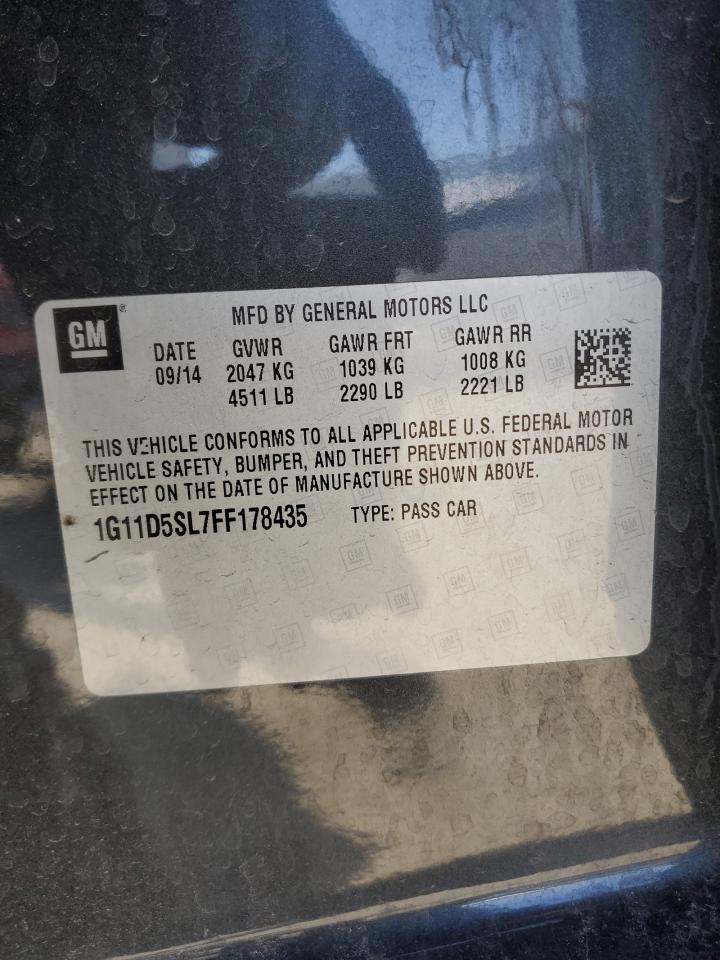 GM
MFD BY GENERAL MOTORS LLC
DATE GVWR GAWR FRT GAWR RR
09/14 2047 KG 1039 KG 1008 KG
4511 LB 2290 LB 2221 LB
THIS VEHICLE CONFORMS TO ALL APPLICABLE U.S. FEDERAL MOTOR
VEHICLE SAFETY, BUMPER, AND THEFT PREVENTION STANDARDS IN
EFFECT ON THE DATE OF MANUFACTURE SHOWN ABOVE.
1G11D5SL7FF178435 TYPE: PASS CAR